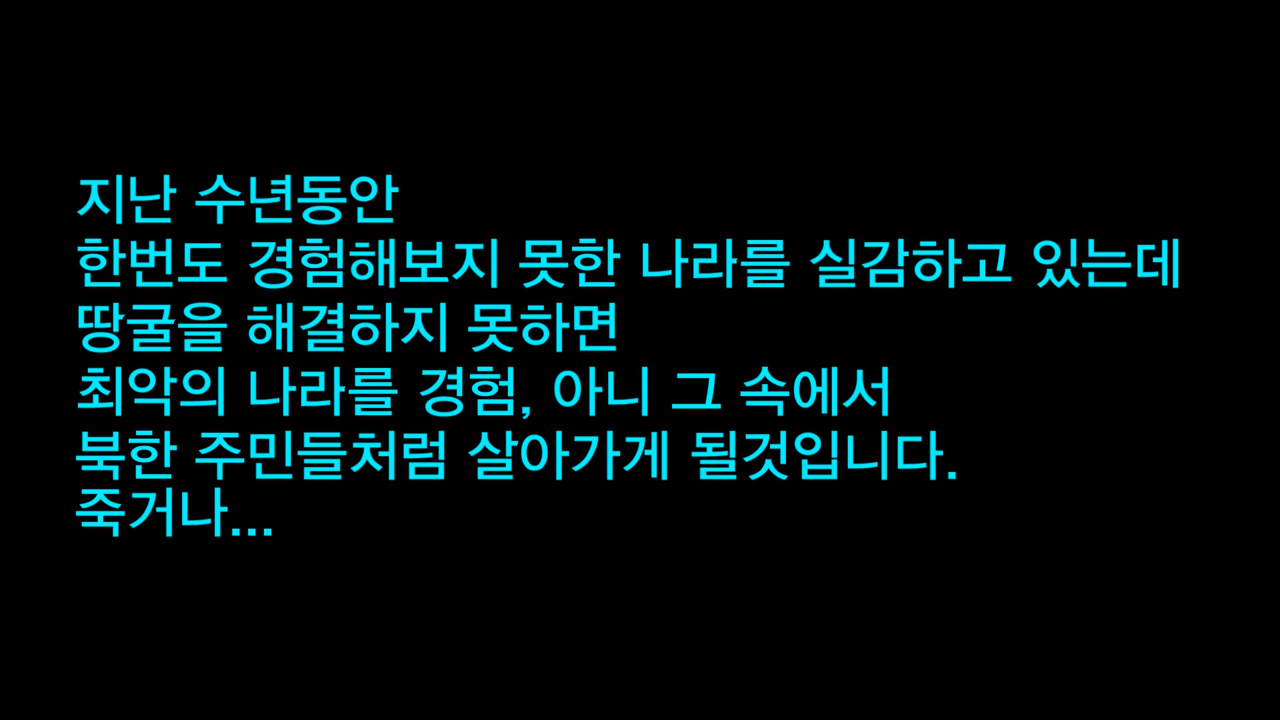 지난 수년동안
한번도 경험해보지 못한 나라를 실감하고 있는데
땅굴을 해결하지 못하면
최악의 나라를 경험, 아니 그 속에서
북한 주민들처럼 살아가게 될것입니다.
죽거나...